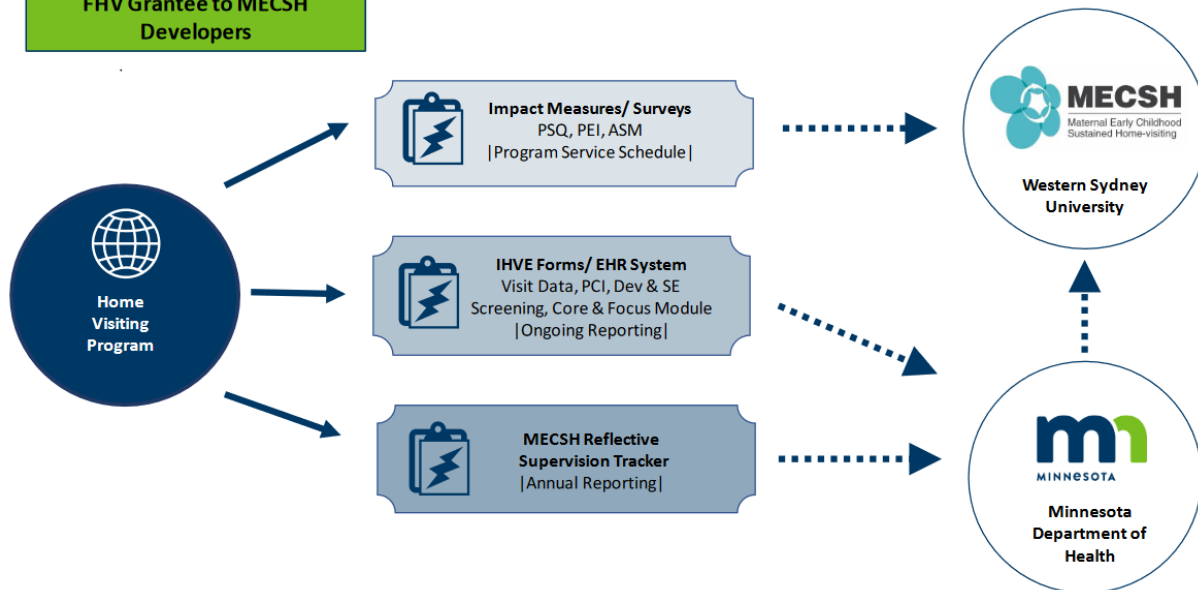 FHV Grantee to MECSH
Developers
Impact Measures/ Surveys
PSQ, PEI, ASM
|Program Service Schedule|
MECSH
Maternal Early Childhood
Sustained Home-visiting
Western Sydney
University
Home
Visiting
Program
IHVE Forms/ EHR System
Visit Data, PCI, Dev & SE
Screening, Core & Focus Module
|Ongoing Reporting|
MECSH Reflective
Supervision Tracker
|Annual Reporting|
mn
MINNESOTA
Minnesota
Department of
Health